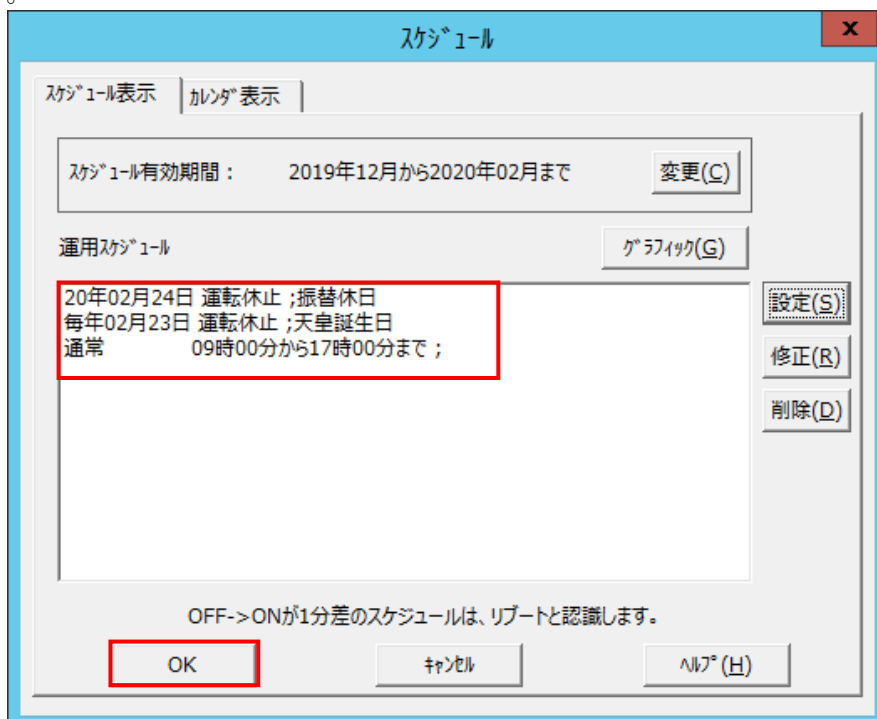 。
ｽｹｼﾞｭｰﾙ
x
ｽｹｼﾞｭｰﾙ表示 ｶﾚﾝﾀﾞ表示
ｽｹｼﾞｭｰﾙ有効期間： 2019年12月から2020年02月まで 変更(C)
運用ｽｹｼﾞｭｰﾙ ｸﾞﾗﾌｨｯｸ(G)
20年02月24日 運転休止 ;振替休日
毎年02月23日 運転休止 ;天皇誕生日
通常 09時00分から17時00分まで ;
設定(S)
修正(R)
削除(D)
OFF->ONが1分差のスケジュールは、リブートと認識します。
OK ｷｬﾝｾﾙ ﾍﾙﾌﾟ(H)